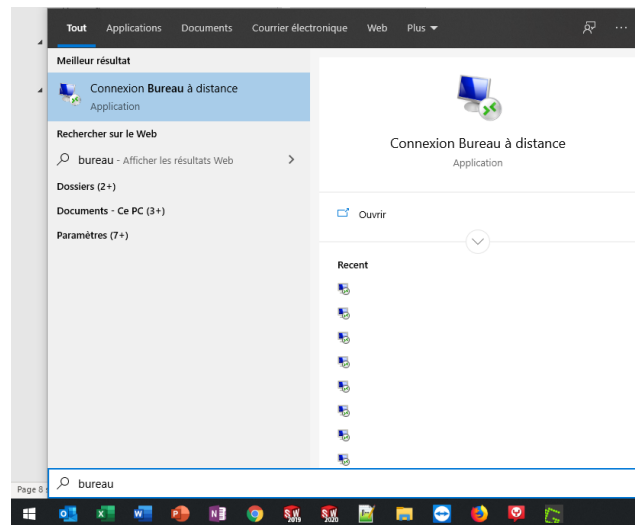 Tout Applications Documents Courrier électronique Web Plus
Meilleur résultat
Connexion Bureau à distance
Application
Rechercher sur le Web
bureau - Afficher les résultats Web
Dossiers (2+)
Documents - Ce PC (3+)
Paramètres (7+)
Connexion Bureau à distance
Application
Ouvrir
Recent
Page 8
bureau
SW 2019
SW 2020